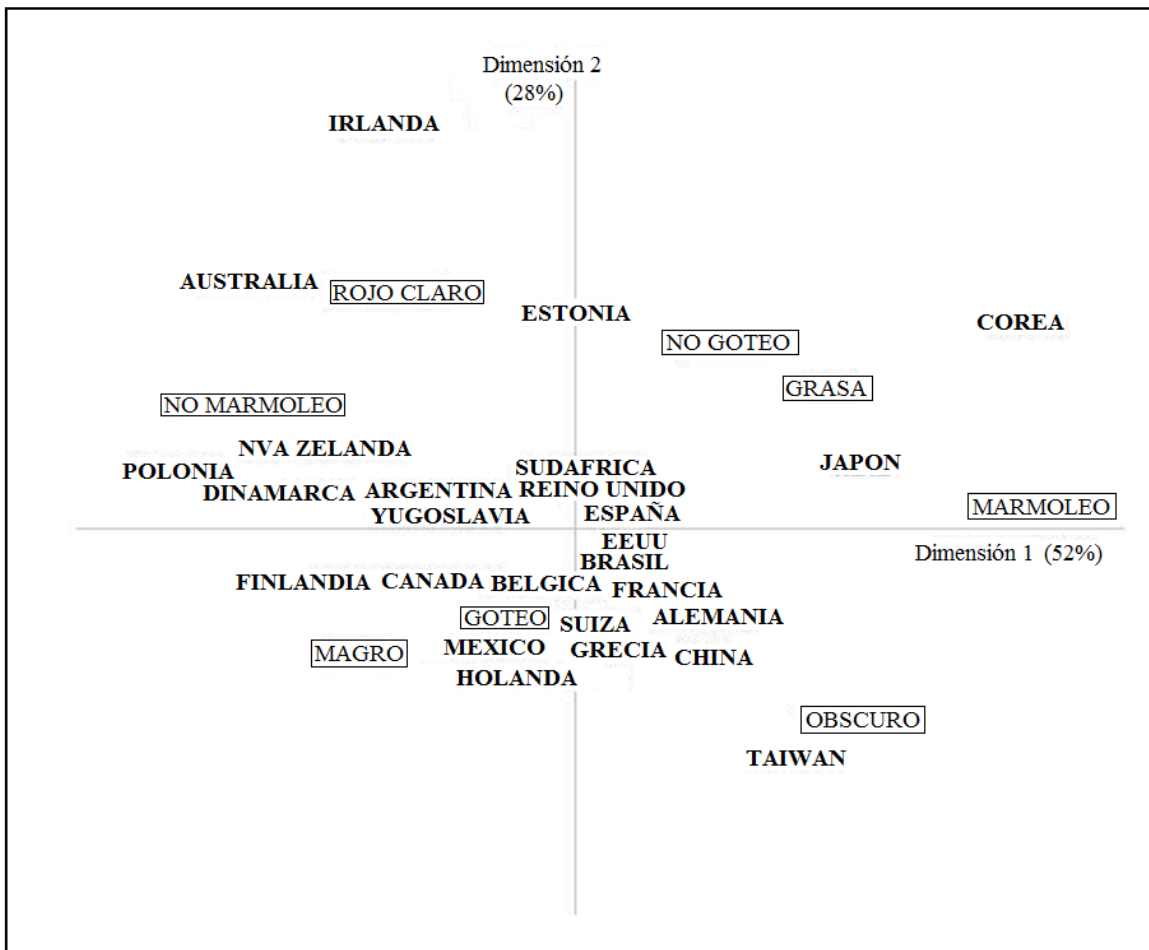 Dimensión 2
(28%)
IRLANDA
AUSTRALIA
ROJO CLARO
ESTONIA
COREA
NO GOTEO
GRASA
NO MARMOLEO
NVA ZELANDA
POLONIA
SUDAFRICA
JAPON
DINAMARCA
ARGENTINA
REINO UNIDO
MARMOLEO
YUGOSLAVIA
ESPAÑA
EEUU
Dimensión 1 (52%)
BRASIL
FINLANDIA
CANADA
BELGICA
FRANCIA
GOTEO
SUIZA
ALEMANIA
MAGRO
MEXICO
GRECIA
CHINA
HOLANDA
OBSCURO
TAIWAN